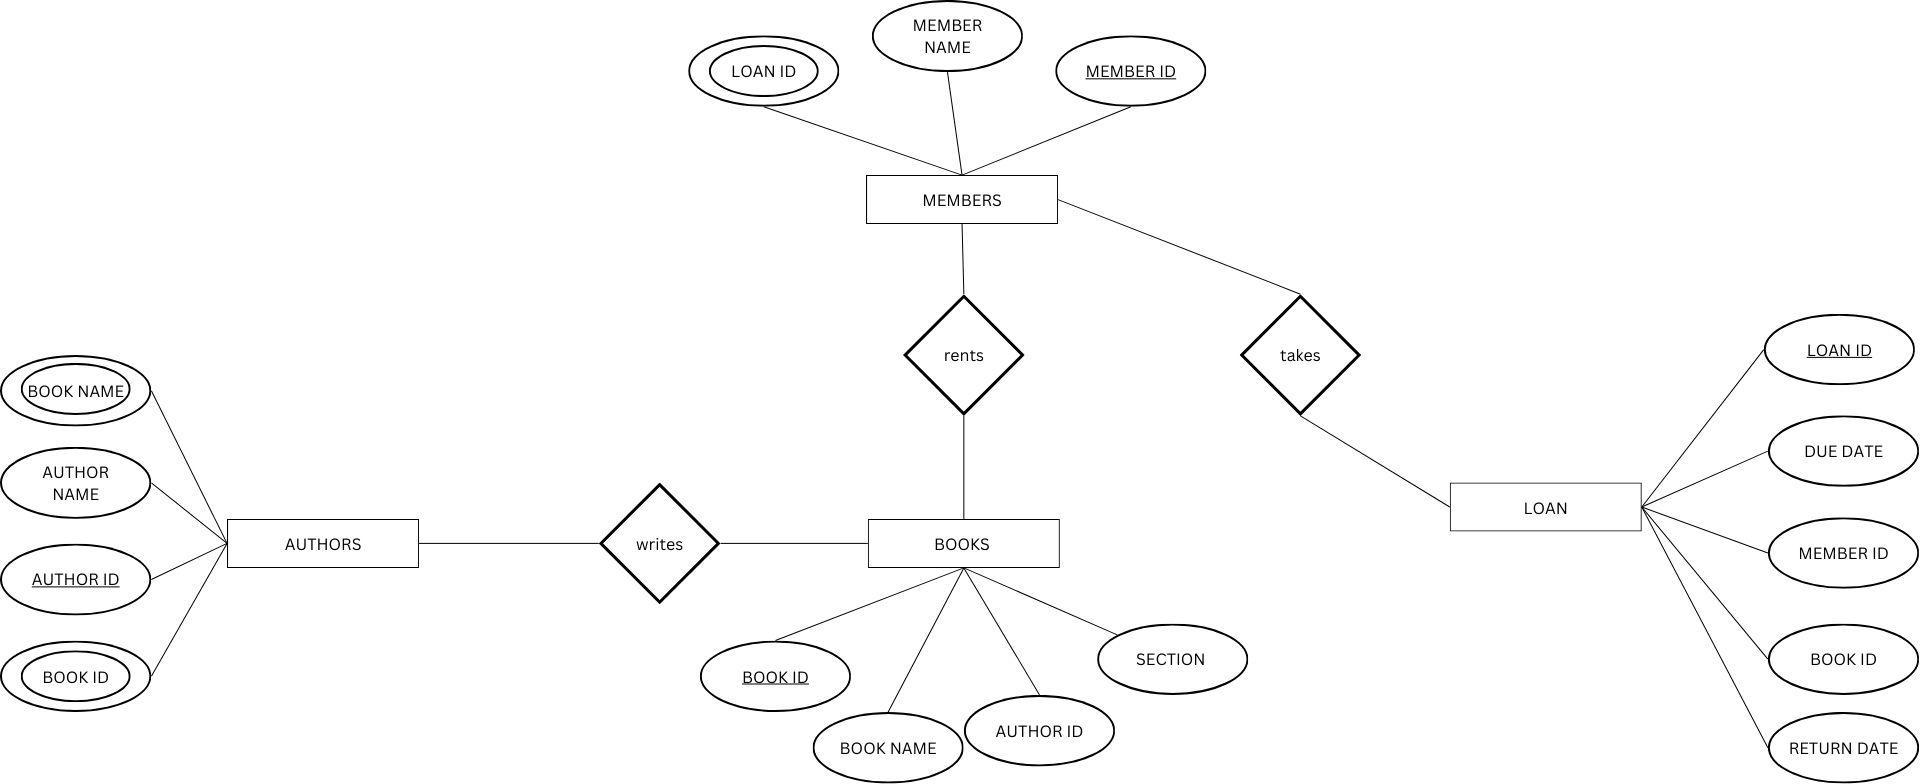 MEMBER
NAME
LOAN ID
MEMBER ID
MEMBERS
rents
takes
LOAN ID
BOOK NAME
DUE DATE
AUTHOR
NAME
LOAN
AUTHORS
writes
BOOKS
MEMBER ID
AUTHOR ID
BOOK ID
BOOK ID
SECTION
BOOK ID
AUTHOR ID
BOOK NAME
RETURN DATE